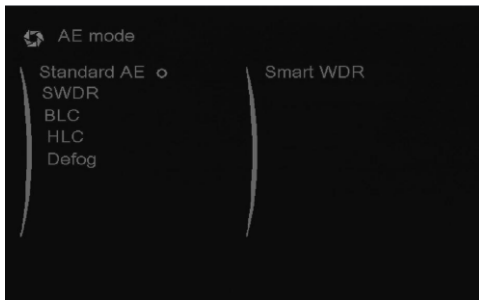 AE mode
Standard AE
SWDR
BLC
HLC
Defog
Smart WDR